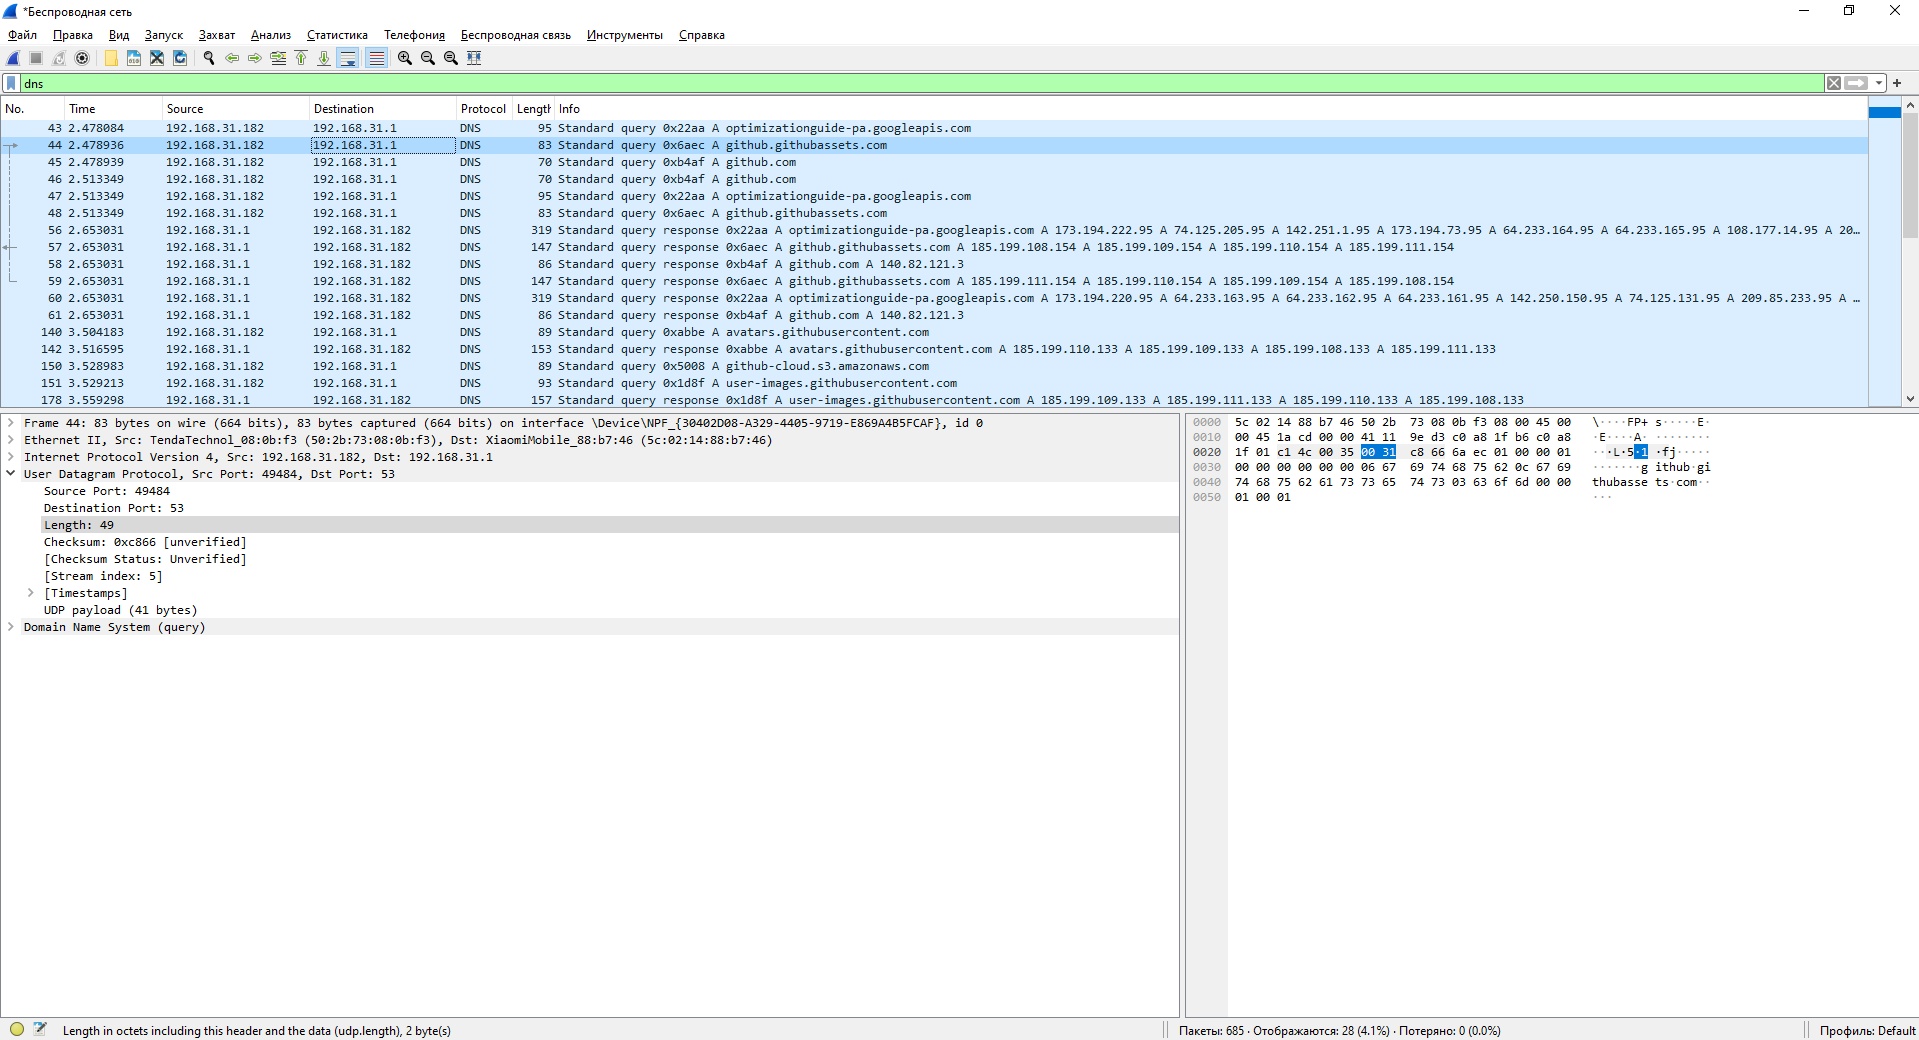 *Беспроводная сеть
Файл Правка Вид Запуск Захват Анализ Статистика Телефония Беспроводная связь Инструменты Справка
dns
No. Time Source Destination Protocol Length Info
43 2.478084 192.168.31.182 192.168.31.1 DNS 95 Standard query 0x22aa A optimizationguide-pa.googleapis.com
44 2.478936 192.168.31.182 192.168.31.1 DNS 83 Standard query 0x6aec A github.githubassets.com
45 2.478939 192.168.31.182 192.168.31.1 DNS 70 Standard query 0xb4af A github.com
46 2.513349 192.168.31.182 192.168.31.1 DNS 70 Standard query 0xb4af A github.com
47 2.513349 192.168.31.182 192.168.31.1 DNS 95 Standard query 0x22aa A optimizationguide-pa.googleapis.com
48 2.513349 192.168.31.182 192.168.31.1 DNS 83 Standard query 0x6aec A github.githubassets.com
56 2.653031 192.168.31.1 192.168.31.182 DNS 319 Standard query response 0x22aa A optimizationguide-pa.googleapis.com A 173.194.222.95 A 74.125.205.95 A 142.251.1.95 A 173.194.73.95 A 64.233.164.95 A 64.233.165.95 A 108.177.14.95 A 20…
57 2.653031 192.168.31.1 192.168.31.182 DNS 147 Standard query response 0x6aec A github.githubassets.com A 185.199.108.154 A 185.199.109.154 A 185.199.110.154 A 185.199.111.154
58 2.653031 192.168.31.1 192.168.31.182 DNS 86 Standard query response 0xb4af A github.com A 140.82.121.3
59 2.653031 192.168.31.1 192.168.31.182 DNS 147 Standard query response 0x6aec A github.githubassets.com A 185.199.111.154 A 185.199.110.154 A 185.199.109.154 A 185.199.108.154
60 2.653031 192.168.31.1 192.168.31.182 DNS 319 Standard query response 0x22aa A optimizationguide-pa.googleapis.com A 173.194.220.95 A 64.233.163.95 A 64.233.162.95 A 64.233.161.95 A 142.250.150.95 A 74.125.131.95 A 209.85.233.95 A …
61 2.653031 192.168.31.1 192.168.31.182 DNS 86 Standard query response 0xb4af A github.com A 140.82.121.3
140 3.504183 192.168.31.182 192.168.31.1 DNS 89 Standard query 0xabbe A avatars.githubusercontent.com
142 3.516595 192.168.31.1 192.168.31.182 DNS 153 Standard query response 0xabbe A avatars.githubusercontent.com A 185.199.110.133 A 185.199.109.133 A 185.199.108.133 A 185.199.111.133
150 3.528983 192.168.31.182 192.168.31.1 DNS 89 Standard query 0x5008 A github-cloud.s3.amazonaws.com
151 3.529213 192.168.31.182 192.168.31.1 DNS 93 Standard query 0x1d8f A user-images.githubusercontent.com
178 3.559298 192.168.31.1 192.168.31.182 DNS 157 Standard query response 0x1d8f A user-images.githubusercontent.com A 185.199.109.133 A 185.199.111.133 A 185.199.110.133 A 185.199.108.133
Frame 44: 83 bytes on wire (664 bits), 83 bytes captured (664 bits) on interface \Device\NPF_{30402D08-A329-4405-9719-E869A4B5FCAF}, id 0
Ethernet II, Src: TendaTechnol_08:0b:f3 (50:2b:73:08:0b:f3), Dst: XiaomiMobile_88:b7:46 (5c:02:14:88:b7:46)
Internet Protocol Version 4, Src: 192.168.31.182, Dst: 192.168.31.1
User Datagram Protocol, Src Port: 49484, Dst Port: 53
Source Port: 49484
Destination Port: 53
Length: 49
Checksum: 0xc866 [unverified]
[Checksum Status: Unverified]
[Stream index: 5]
[Timestamps]
UDP payload (41 bytes)
Domain Name System (query)
0000 5c 02 14 88 b7 46 50 2b 73 08 0b f3 08 00 45 00 \····FP+ s·····E·
0010 00 45 1a cd 00 00 41 11 9e d3 c0 a8 1f b6 c0 a8 ·E····A· ········
0020 1f 01 c1 4c 00 35 00 31 c8 66 6a ec 01 00 00 01 ···L·5·1 ·fj·····
0030 00 00 00 00 00 00 06 67 69 74 68 75 62 0c 67 69 ·······g ithub·gi
0040 74 68 75 62 61 73 73 65 74 73 03 63 6f 6d 00 00 thubasse ts·com··
0050 01 00 01 ···
Length in octets including this header and the data (udp.length), 2 byte(s)
Пакеты: 685 · Отображаются: 28 (4.1%) · Потеряно: 0 (0.0%)
Профиль: Default